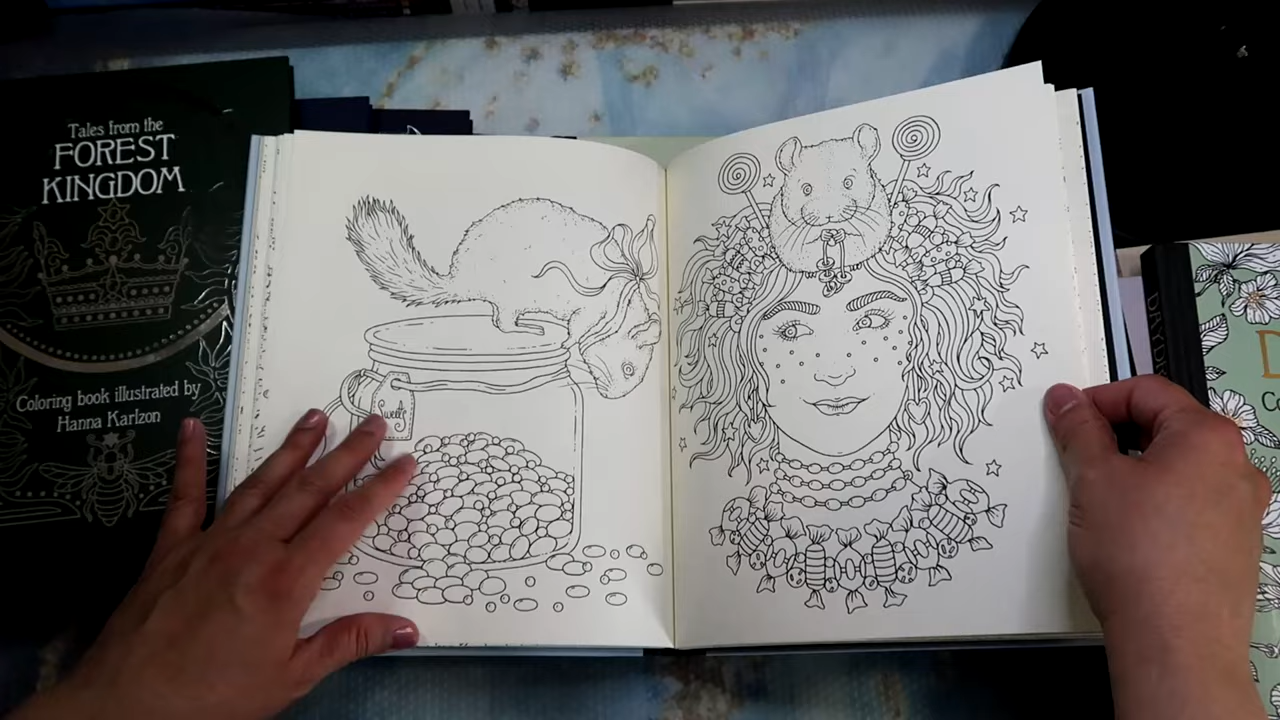 Tales from the
FOREST
KINGDOM
Coloring book illustrated by
Hanna Karlzon
Sweets